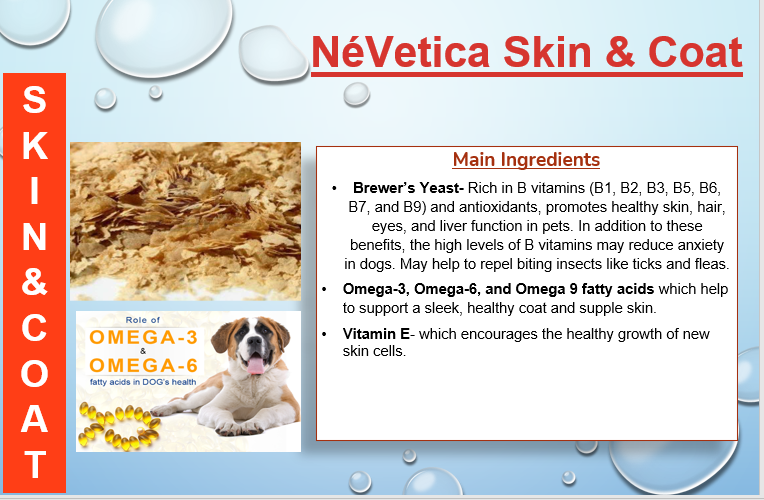 NéVetica Skin & Coat
S
K
I
N
&
C
O
A
T
Main Ingredients
• Brewer’s Yeast- Rich in B vitamins (B1, B2, B3, B5, B6,
B7, and B9) and antioxidants, promotes healthy skin, hair,
eyes, and liver function in pets. In addition to these
benefits, the high levels of B vitamins may reduce anxiety
in dogs. May help to repel biting insects like ticks and fleas.
• Omega-3, Omega-6, and Omega 9 fatty acids which help
to support a sleek, healthy coat and supple skin.
• Vitamin E- which encourages the healthy growth of new
skin cells.
Role of
OMEGA-3
&
OMEGA-6
fatty acids in DOG's health